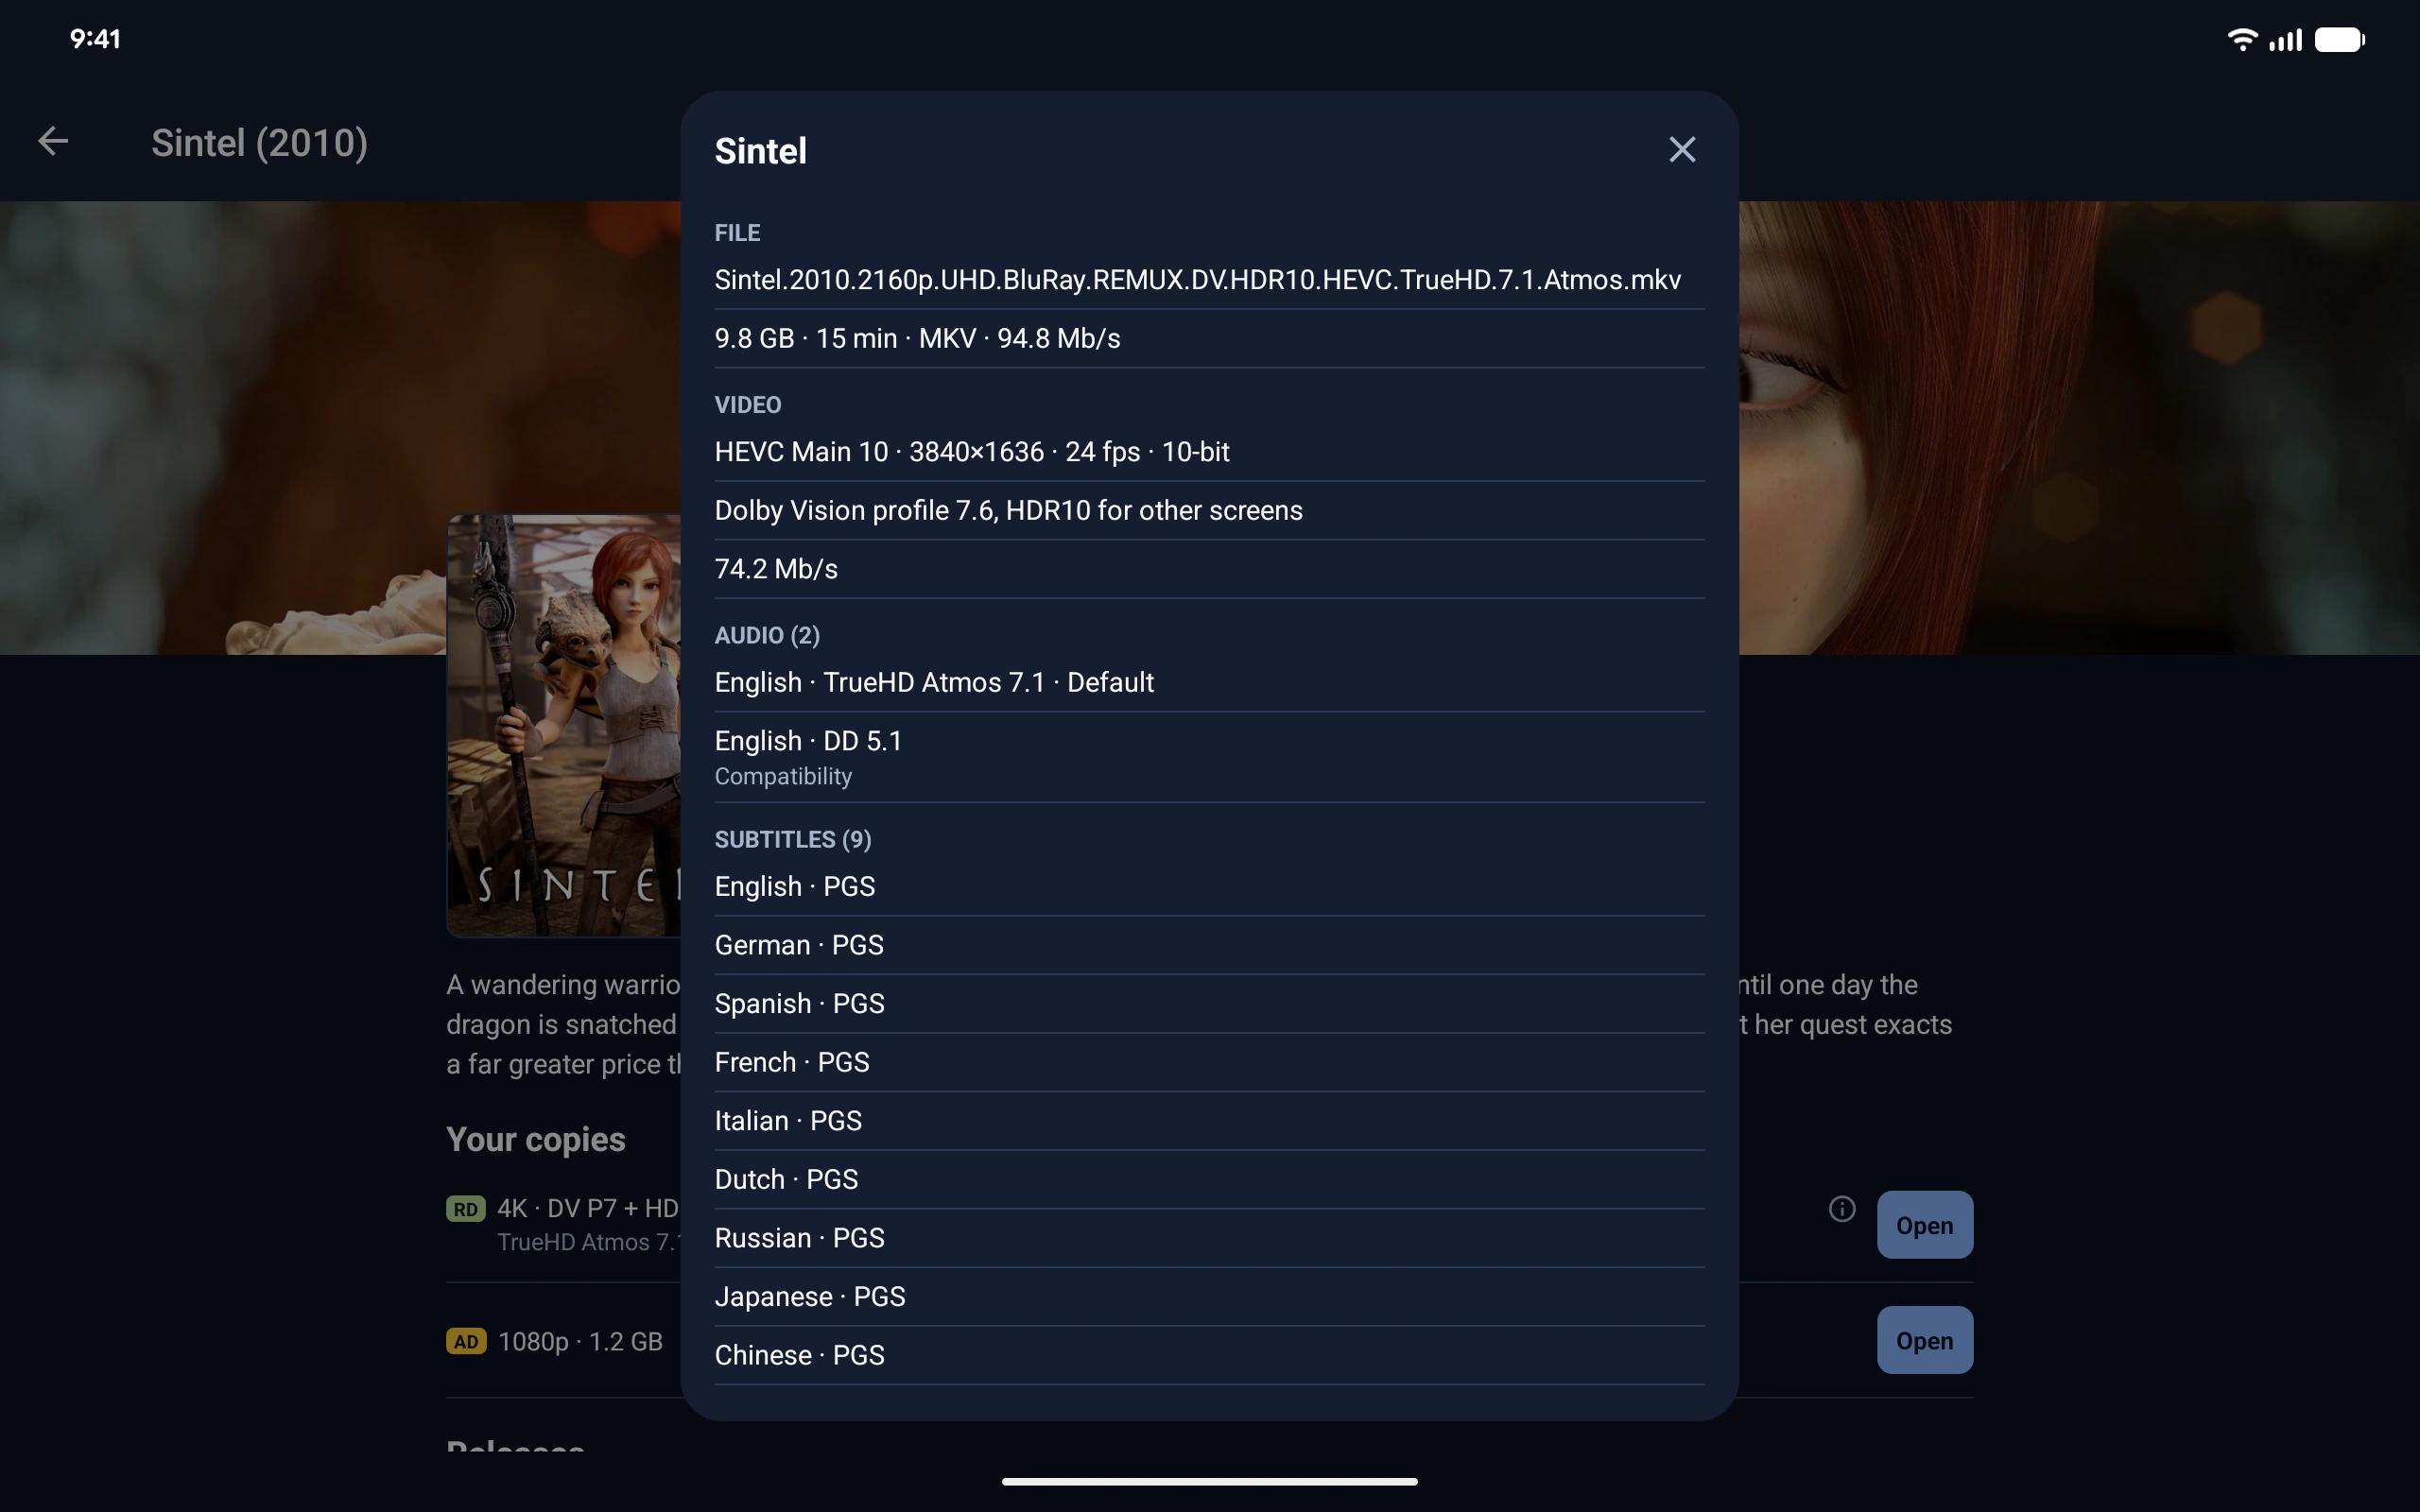 9:41
Sintel (2010)
Sintel
FILE
Sintel.2010.2160p.UHD.BluRay.REMUX.DV.HDR10.HEVC.TrueHD.7.1.Atmos.mkv
9.8 GB · 15 min · MKV · 94.8 Mb/s
VIDEO
HEVC Main 10 · 3840×1636 · 24 fps · 10-bit
Dolby Vision profile 7.6, HDR10 for other screens
74.2 Mb/s
AUDIO (2)
English · TrueHD Atmos 7.1 · Default
English · DD 5.1
Compatibility
SUBTITLES (9)
English · PGS
German · PGS
Spanish · PGS
French · PGS
Italian · PGS
Dutch · PGS
Russian · PGS
Japanese · PGS
Chinese · PGS
A wandering
dragon is snatched
a far greater price
one day the
her quest exacts
Your copies
RD 4K · DV P7 +
TrueHD Atmos
Open
AD 1080p · 1.2 GB
Open